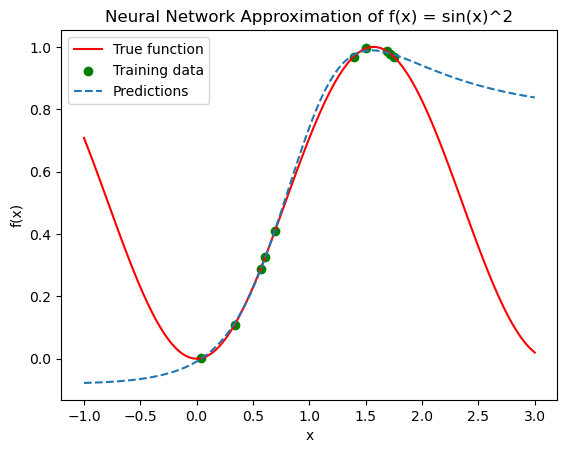 Neural Network Approximation of f(x) = sin(x)^2
True function
Training data
Predictions
f(x)
1.0
0.8
0.6
0.4
0.2
0.0
−1.0 −0.5 0.0 0.5 1.0 1.5 2.0 2.5 3.0
x